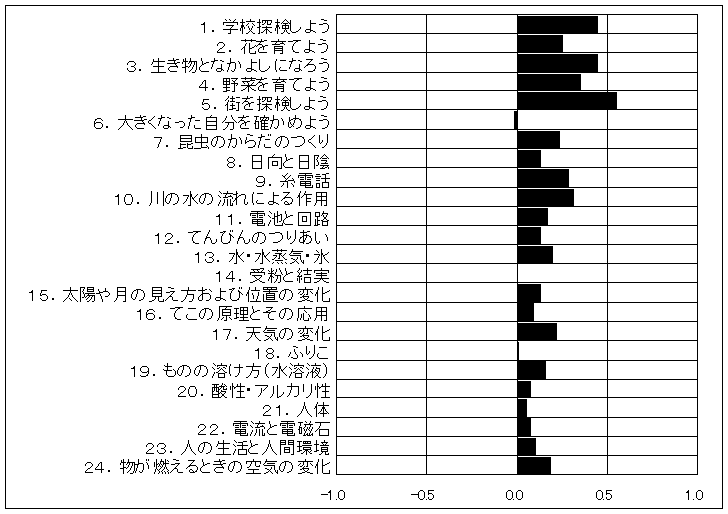 1. 学校探検しよう
2. 花を育てよう
3. 生き物となかよしになろう
4. 野菜を育てよう
5. 街を探検しよう
6. 大きくなった自分を確かめよう
7. 昆虫のからだのつくり
8. 日向と日陰
9. 糸電話
10. 川の水の流れによる作用
11. 電池と回路
12. てんびんのつりあい
13. 水・水蒸気・氷
14. 受粉と結実
15. 太陽や月の見え方および位置の変化
16. てこの原理とその応用
17. 天気の変化
18. ふりこ
19. ものの溶け方(水溶液)
20. 酸性・アルカリ性
21. 人体
22. 電流と電磁石
23. 人の生活と人間環境
24. 物が燃えるときの空気の変化
-1.0 -0.5 0.0 0.5 1.0